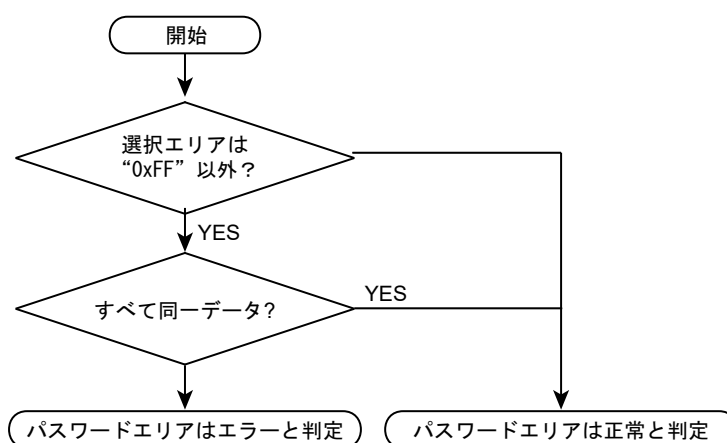 開始
選択エリアは
“0xFF”以外？
YES
すべて同一データ?
YES
パスワードエリアはエラーと判定
パスワードエリアは正常と判定